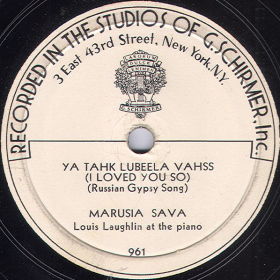 RECORDED IN THE STUDIOS OF G. SCHIRMER, Inc.
3 East 43rd Street, New York, N.Y.
YA TAHK LUBEELA VAHSS
(I LOVED YOU SO)
(Russian Gypsy Song)
MARUSIA SAVA
Louis Laughlin at the piano
961